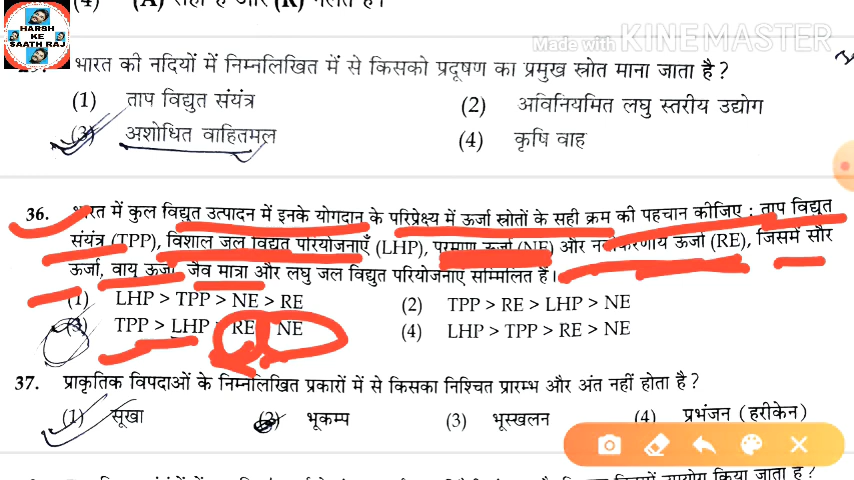 (4) (A) सही है और (R) गलत है।
HARSH
KE
SAATH RAJ
Made with KINEMASTER
भारत की नदियों में निम्नलिखित में से किसको प्रदूषण का प्रमुख स्रोत माना जाता है?
(1) ताप विद्युत संयंत्र (2) अविनियमित लघु स्तरीय उद्योग
(3) अशोधित वाहितमल (4) कृषि वाह
36. भारत में कुल विद्युत उत्पादन में इनके योगदान के परिप्रेक्ष्य में ऊर्जा स्रोतों के सही क्रम की पहचान कीजिए : ताप विद्युत
संयंत्र (TPP), विशाल जल विद्युत परियोजनाएँ (LHP), परमाणु ऊर्जा (NE) और नवीकरणीय ऊर्जा (RE), जिसमें सौर
ऊर्जा, वायु ऊर्जा, जैव मात्रा और लघु जल विद्युत परियोजनाएँ सम्मिलित हैं।
(1) LHP > TPP > NE > RE (2) TPP > RE > LHP > NE
(3) TPP > LHP > RE > NE (4) LHP > TPP > RE > NE
37. प्राकृतिक विपदाओं के निम्नलिखित प्रकारों में से किसका निश्चित प्रारम्भ और अंत नहीं होता है?
(1) सूखा (2) भूकम्प (3) भूस्खलन (4) प्रभंजन (हरीकेन)